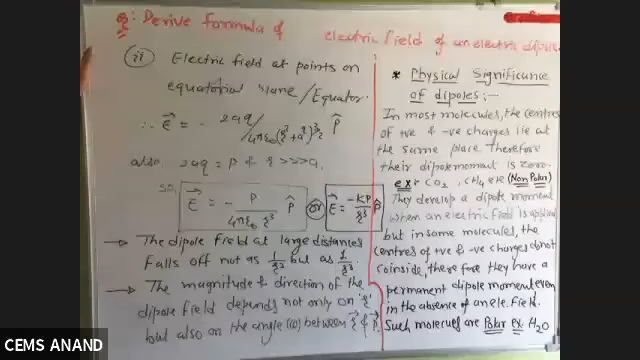 Q: Derive formula of electric field of an electric dipole
(ii) Electric field at points on
equatorial plane/Equator.
∴ E⃗ = - 2aq/4πε₀(r²+a²)^3/2 P̂
also, 2aq = P & r >>> a,
so, E⃗ = - P/4πε₀r³ P̂ or E⃗ = -KP/r³ P̂
→ The dipole field at large distances
falls off not as 1/r² but as 1/r³
→ The magnitude & direction of the
dipole field depends not only on 'r'
but also on the angle (θ) between r⃗ & P⃗.
* Physical Significance
of dipoles:-
In most molecules, the centres
of +ve & -ve charges lie at
the same place. Therefore
their dipole moment is zero.
ex: CO₂, CH₄ etc (Non Polar)
They develop a dipole moment
when an electric field is applied
but in some molecules, the
centres of +ve & -ve charges do not
coinside, therefore they have a
permanent dipole moment even
in the absence of an ele. field.
Such molecules are Polar ex: H₂O
CEMS ANAND